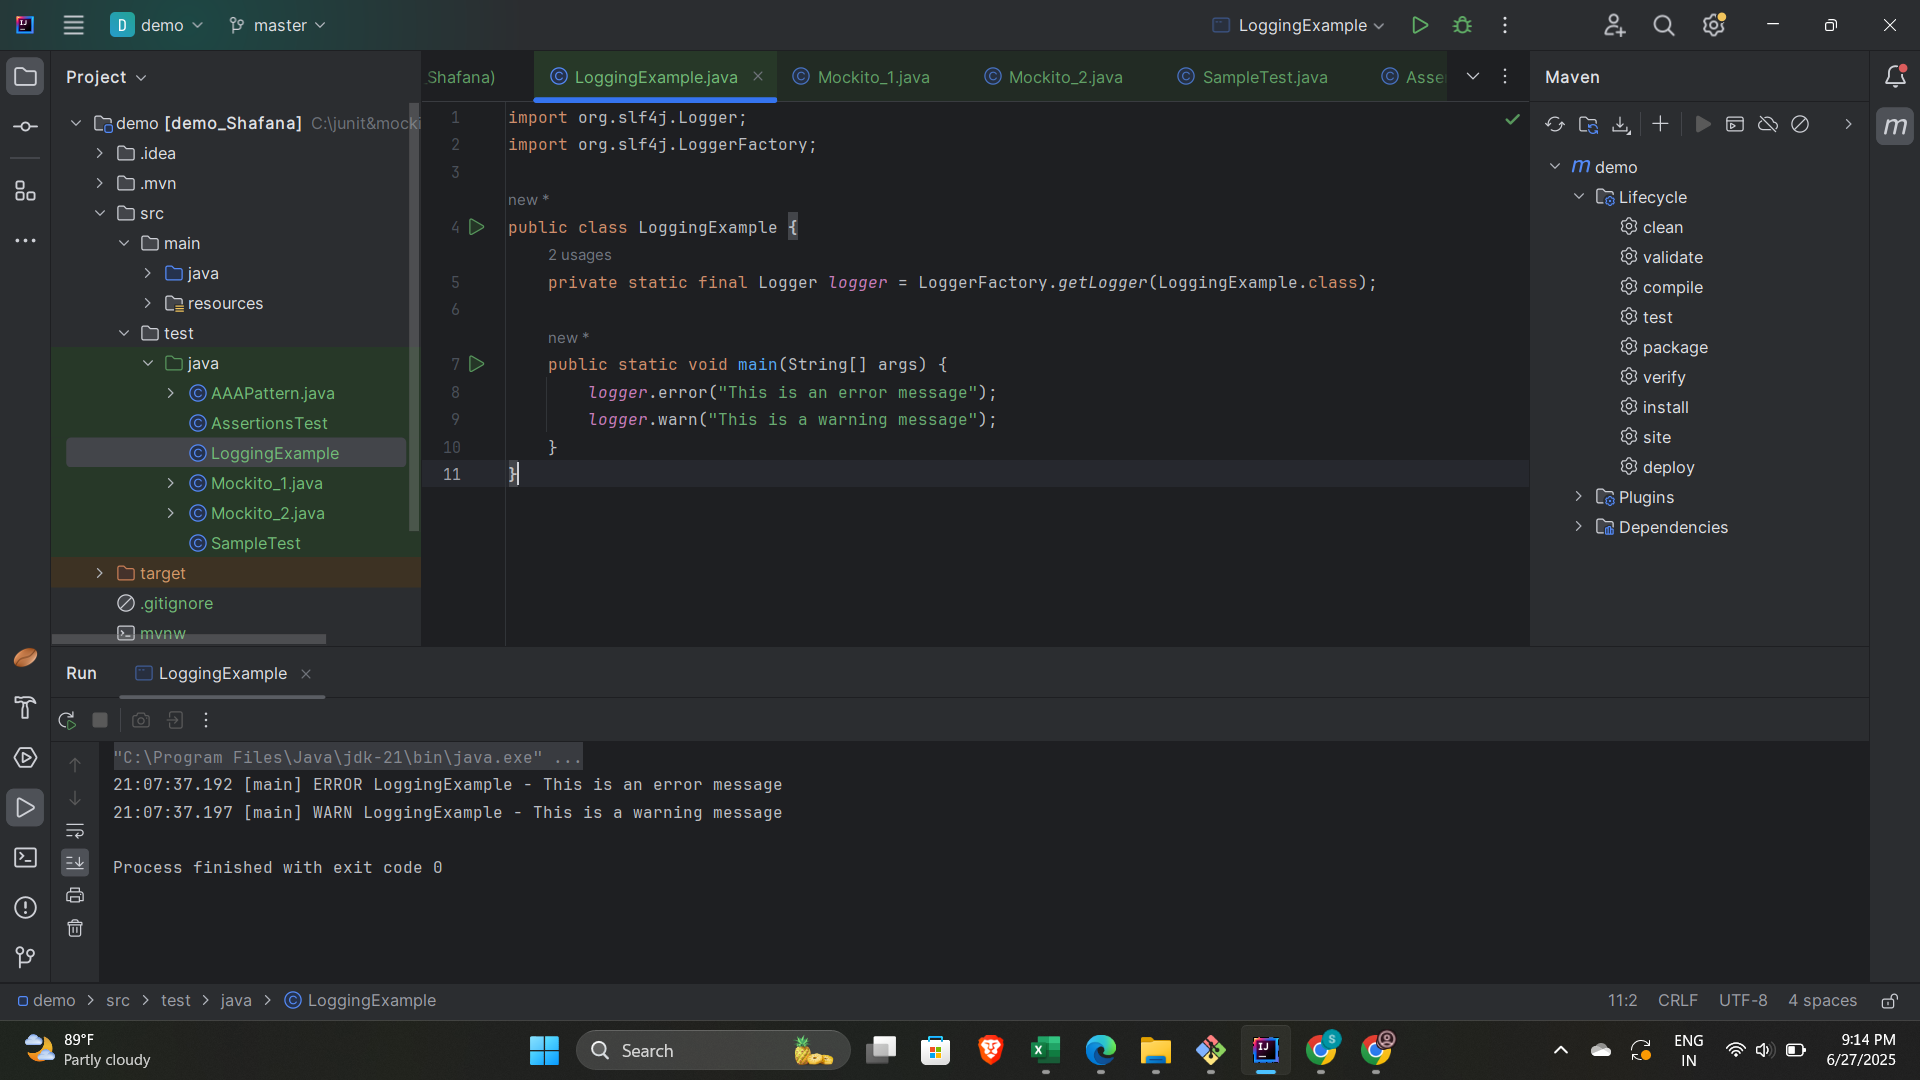 demo
master
LoggingExample
Project
Shafana)
LoggingExample.java
Mockito_1.java
Mockito_2.java
SampleTest.java
Asse
Maven
demo [demo_Shafana] C:\junit&mocki
.idea
.mvn
src
main
java
resources
test
java
AAAPattern.java
AssertionsTest
LoggingExample
Mockito_1.java
Mockito_2.java
SampleTest
target
.gitignore
mvnw
1 import org.slf4j.Logger;
2 import org.slf4j.LoggerFactory;
3
new *
4 public class LoggingExample {
2 usages
5 private static final Logger logger = LoggerFactory.getLogger(LoggingExample.class);
6
new *
7 public static void main(String[] args) {
8 logger.error("This is an error message");
9 logger.warn("This is a warning message");
10 }
11 }
demo
Lifecycle
clean
validate
compile
test
package
verify
install
site
deploy
Plugins
Dependencies
Run
LoggingExample
"C:\Program Files\Java\jdk-21\bin\java.exe" ...
21:07:37.192 [main] ERROR LoggingExample - This is an error message
21:07:37.197 [main] WARN LoggingExample - This is a warning message
Process finished with exit code 0
demo > src > test > java > LoggingExample
11:2 CRLF UTF-8 4 spaces
89°F
Partly cloudy
Search
ENG
IN
9:14 PM
6/27/2025